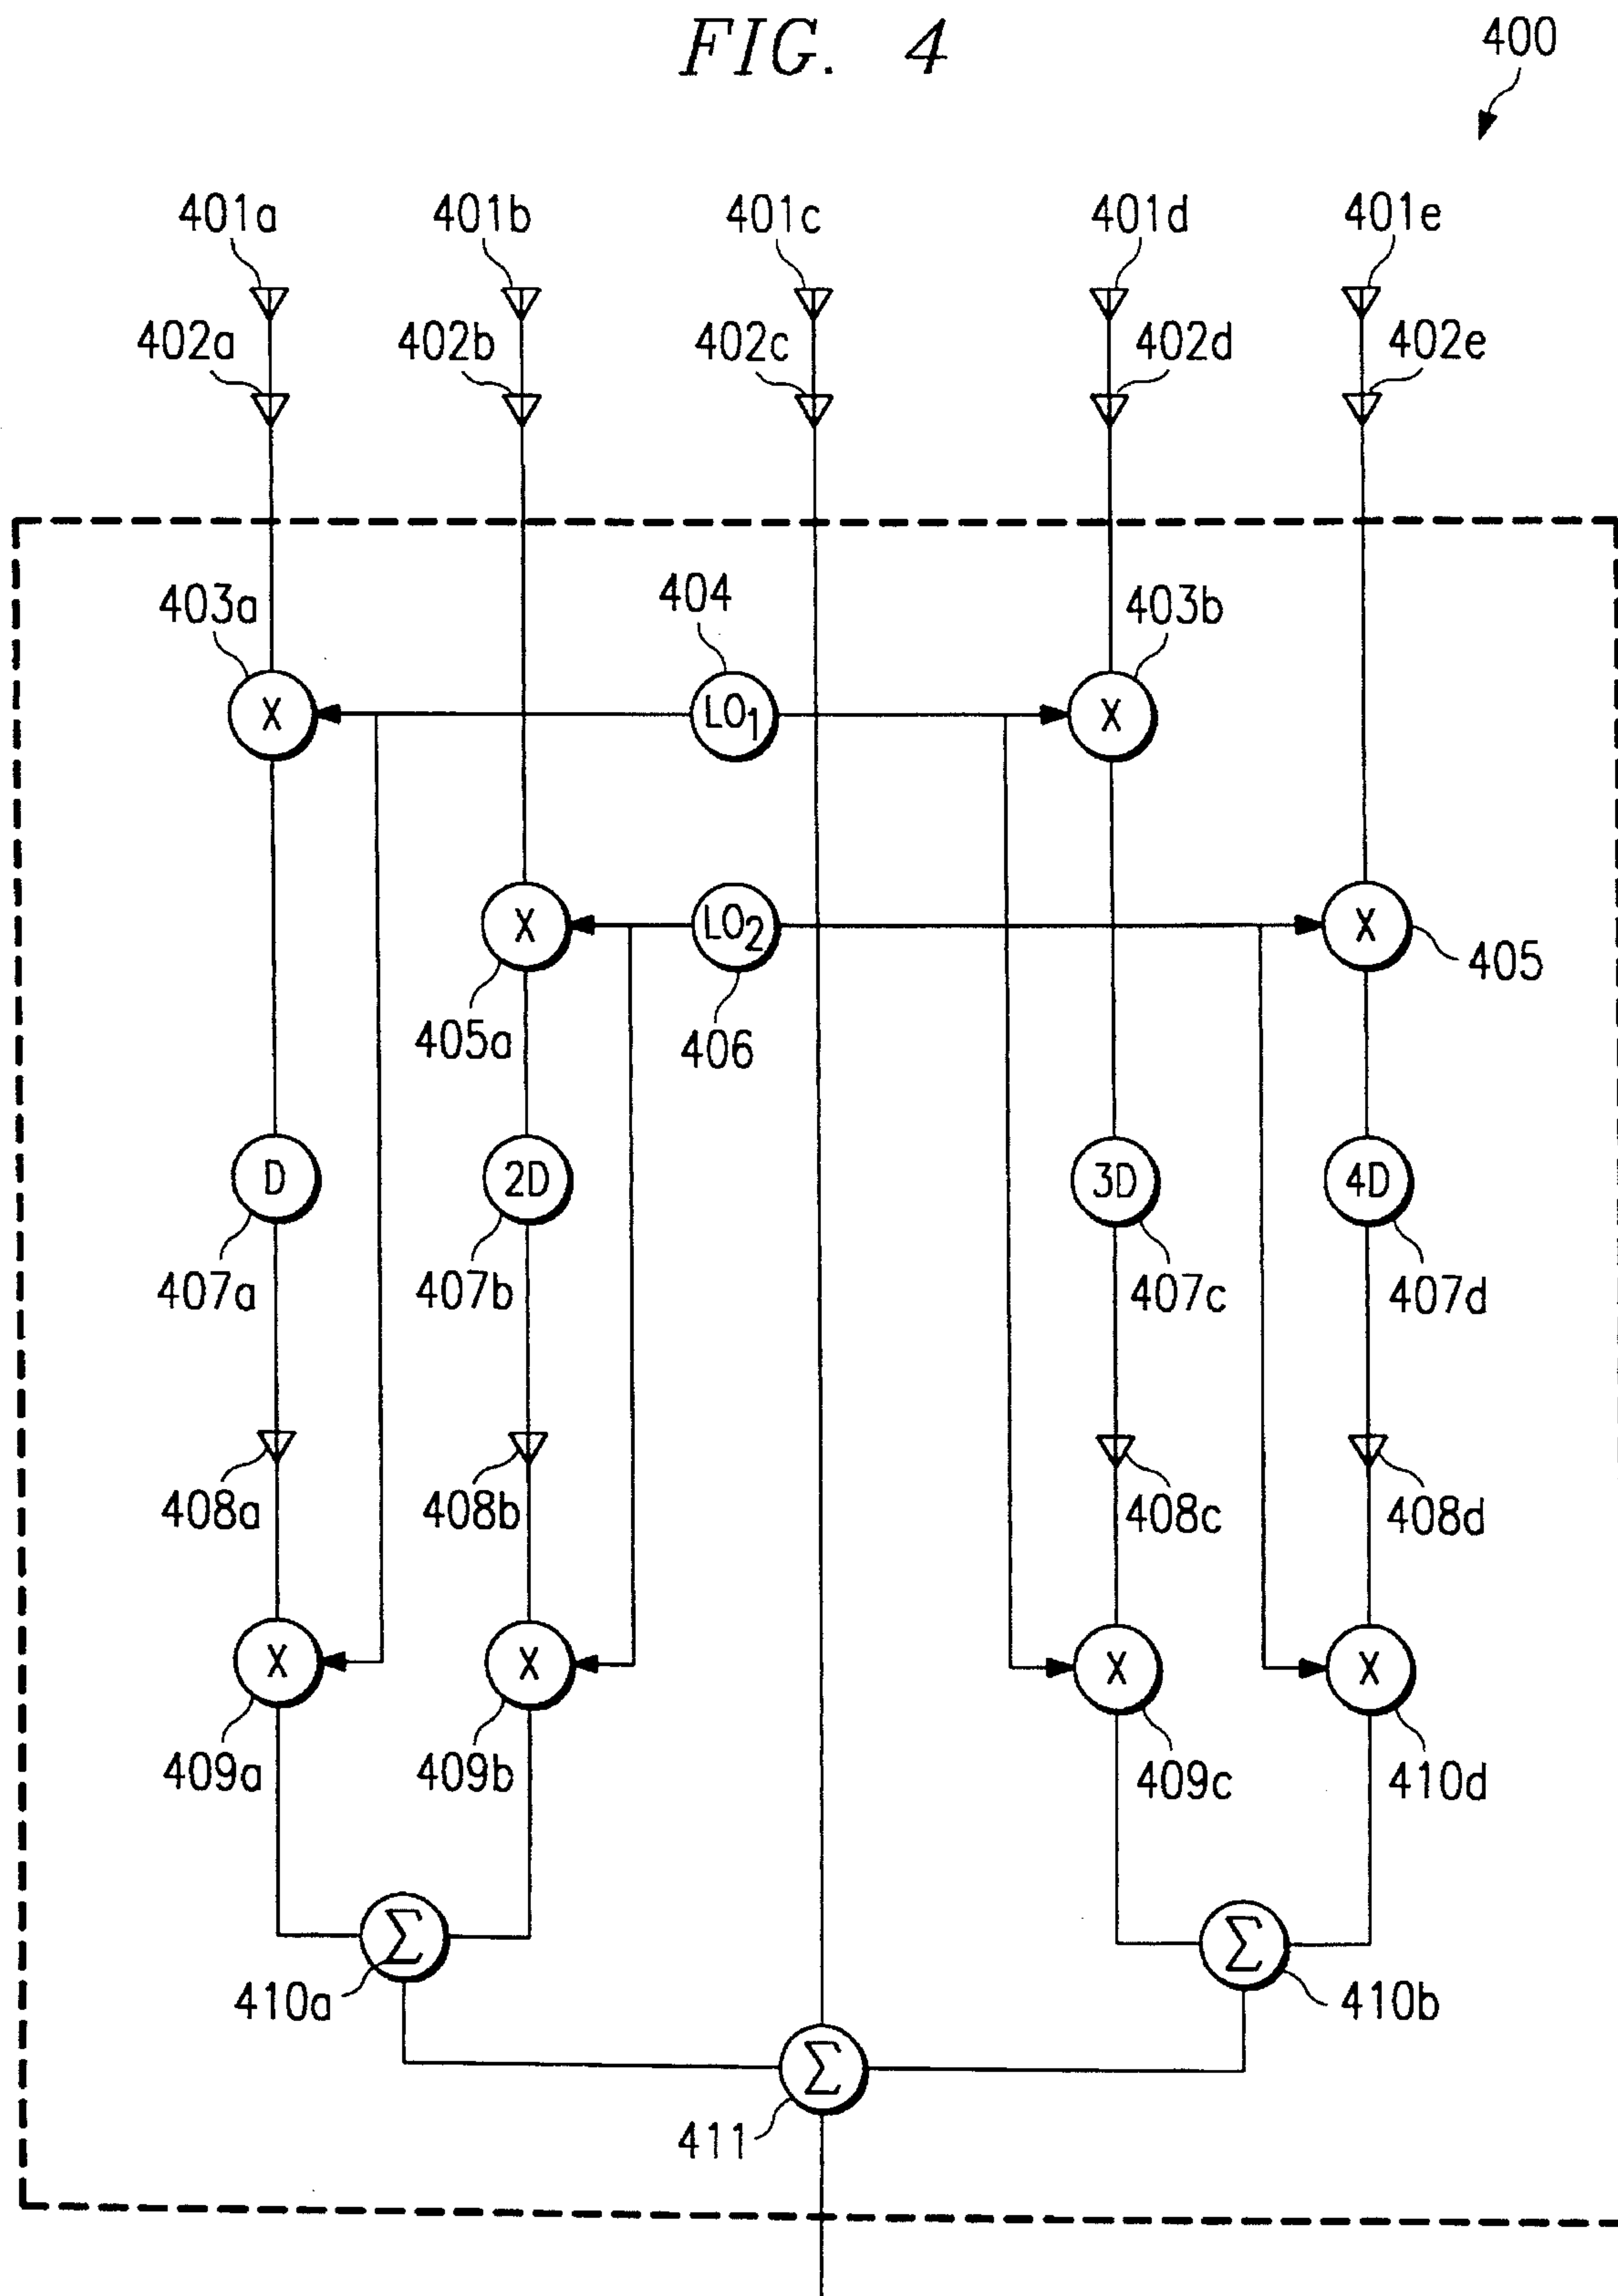 FIG. 4
400
401a 401b 401c 401d 401e
402a 402b 402c 402d 402e
403a 404 403b
X LO1 X
X LO2 X
405a 406 405
D 2D 3D 4D
407a 407b 407c 407d
408a 408b 408c 408d
X X X X
409a 409b 409c 410d
Σ Σ
410a 410b
Σ
411